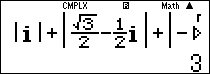 CMPLX R Math ▲
|i|+|√3/2-1/2i|+|-▷
3